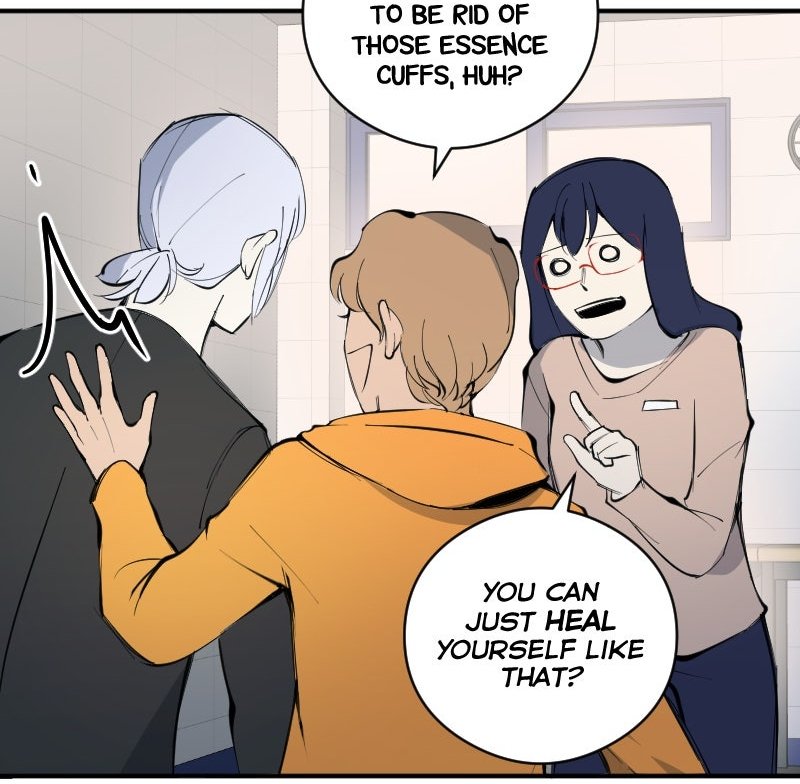 TO BE RID OF
THOSE ESSENCE
CUFFS, HUH?
YOU CAN
JUST HEAL
YOURSELF LIKE
THAT?